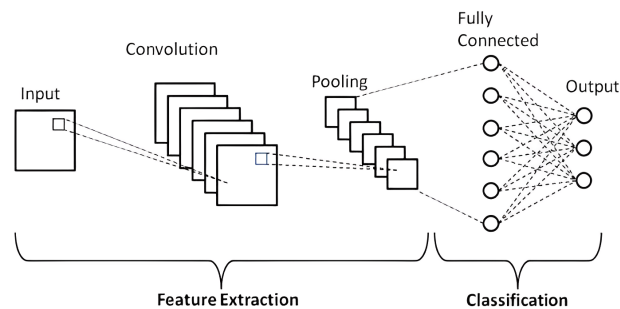 Fully
Connected
Convolution
Pooling
Output
Input
Feature Extraction
Classification